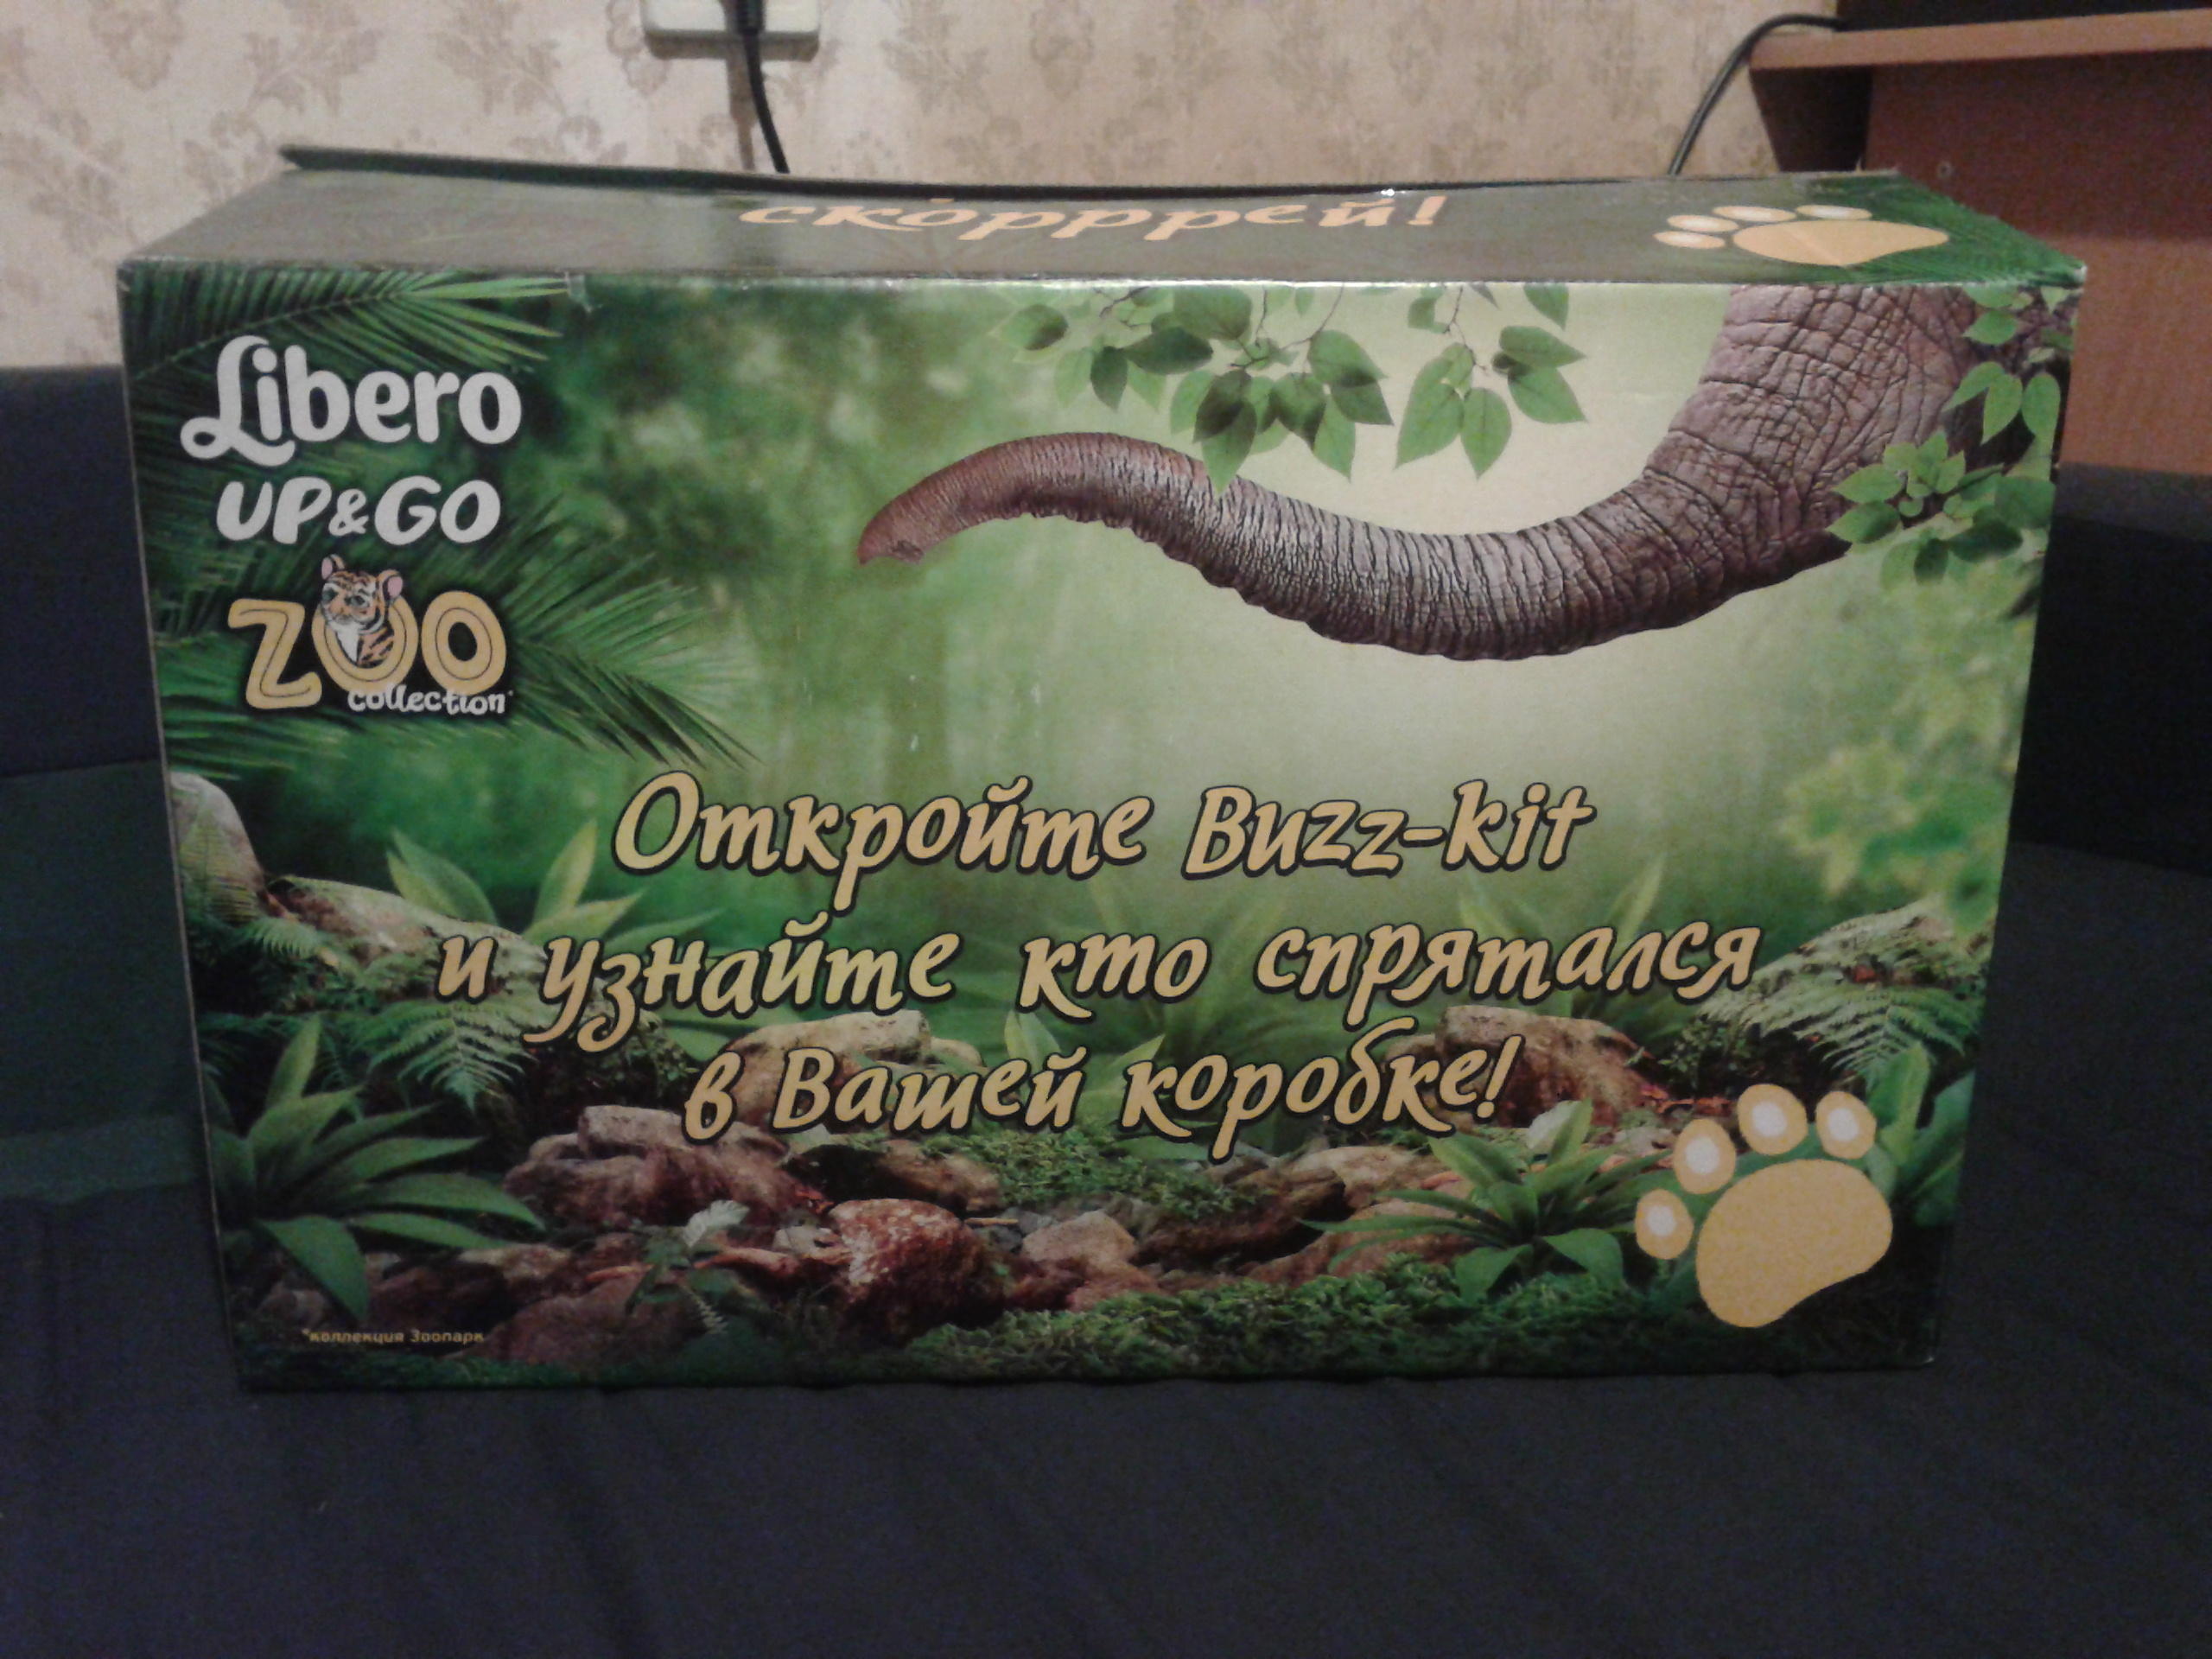 скорррей!
Libero
UP&GO
ZOO
collection*
Откройте Buzz-kit
и узнайте кто спрятался
в Вашей коробке!
*коллекция Зоопарк